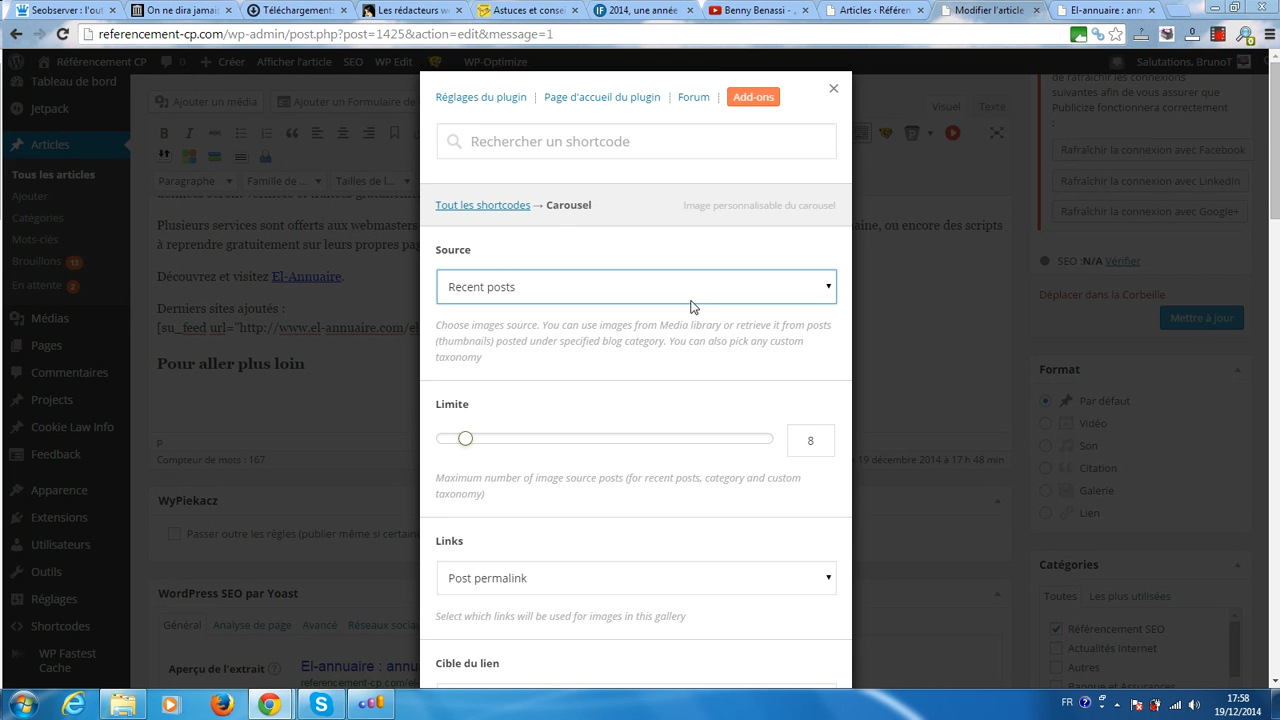 Seobserver : l'out
On ne dira jamais
Téléchargements
Les rédacteurs w
Astuces et conse
2014, une année
Benny Benassi -
Articles ‹ Référe
Modifier l'article
El-annuaire : ann
referencement-cp.com/wp-admin/post.php?post=1425&action=edit&message=1
Référencement CP 0 Créer Afficher l'article SEO WP Edit WP-Optimize Salutations, BrunoT
Tableau de bord
Jetpack
Articles
Tous les articles
Ajouter
Catégories
Mots-clés
Brouillons 13
En attente 2
Médias
Pages
Commentaires
Projects
Cookie Law Info
Feedback
Apparence
Extensions
Utilisateurs
Outils
Réglages
Shortcodes
WP Fastest
Cache
Ajouter un média Ajouter un Formulaire de
Visuel Texte
Paragraphe Famille de ... Tailles de l...
Plusieurs services sont offerts aux webmasters
aine, ou encore des scripts
à reprendre gratuitement sur leurs propres pag
Découvrez et visitez El-Annuaire.
Derniers sites ajoutés :
[su_feed url="http://www.el-annuaire.com/el
Pour aller plus loin
P
Compteur de mots : 167
19 décembre 2014 à 17 h 48 min
WyPiekacz
Passer outre les règles (publier même si certaine
WordPress SEO par Yoast
Général Analyse de page Avancé Réseaux sociau
Aperçu de l'extrait El-annuaire : annu
referencement-cp.com
Réglages du plugin Page d'accueil du plugin Forum Add-ons
Rechercher un shortcode
Tout les shortcodes → Carousel Image personnalisable du carousel
Source
Recent posts
Choose images source. You can use images from Media library or retrieve it from posts
(thumbnails) posted under specified blog category. You can also pick any custom
taxonomy
Limite
8
Maximum number of image source posts (for recent posts, category and custom
taxonomy)
Links
Post permalink
Select which links will be used for images in this gallery
Cible du lien
de rafraîchir les connexions
suivantes afin de vous assurer que
Publicize fonctionnera correctement
:
Rafraîchir la connexion avec Facebook
Rafraîchir la connexion avec LinkedIn
Rafraîchir la connexion avec Google+
SEO :N/A Vérifier
Déplacer dans la Corbeille
Mettre à jour
Format
Par défaut
Vidéo
Son
Citation
Galerie
Lien
Catégories
Toutes Les plus utilisées
Référencement SEO
Actualités Internet
Autres
Banque et Assurances
FR
17:58
19/12/2014